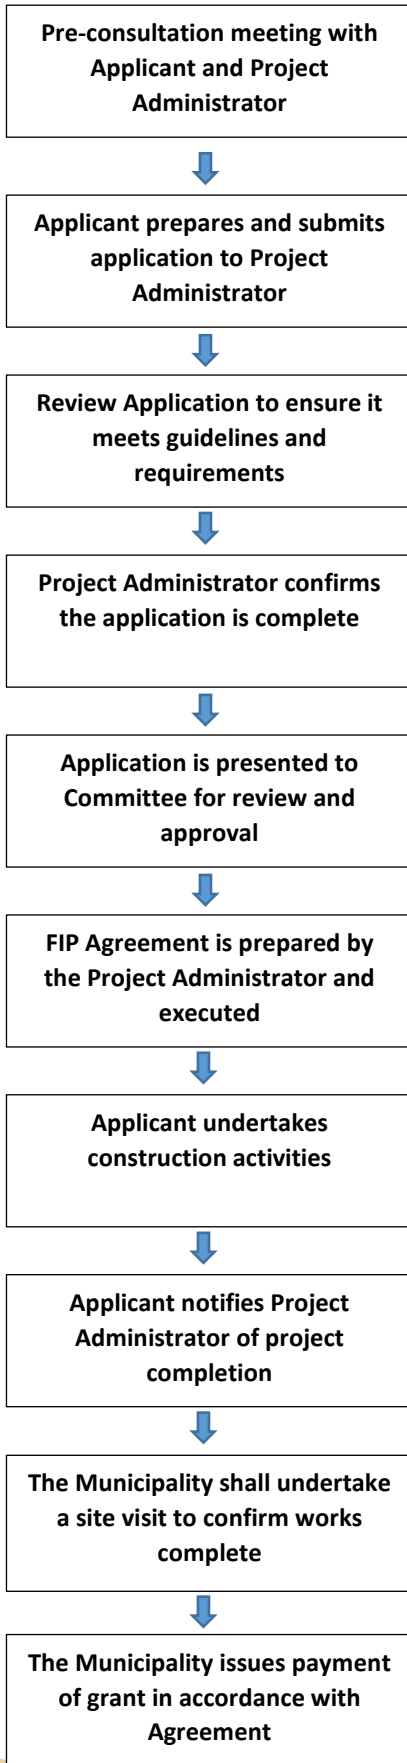 Pre-consultation meeting with
Applicant and Project
Administrator
Applicant prepares and submits
application to Project
Administrator
Review Application to ensure it
meets guidelines and
requirements
Project Administrator confirms
the application is complete
Application is presented to
Committee for review and
approval
FIP Agreement is prepared by
the Project Administrator and
executed
Applicant undertakes
construction activities
Applicant notifies Project
Administrator of project
completion
The Municipality shall undertake
a site visit to confirm works
complete
The Municipality issues payment
of grant in accordance with
Agreement